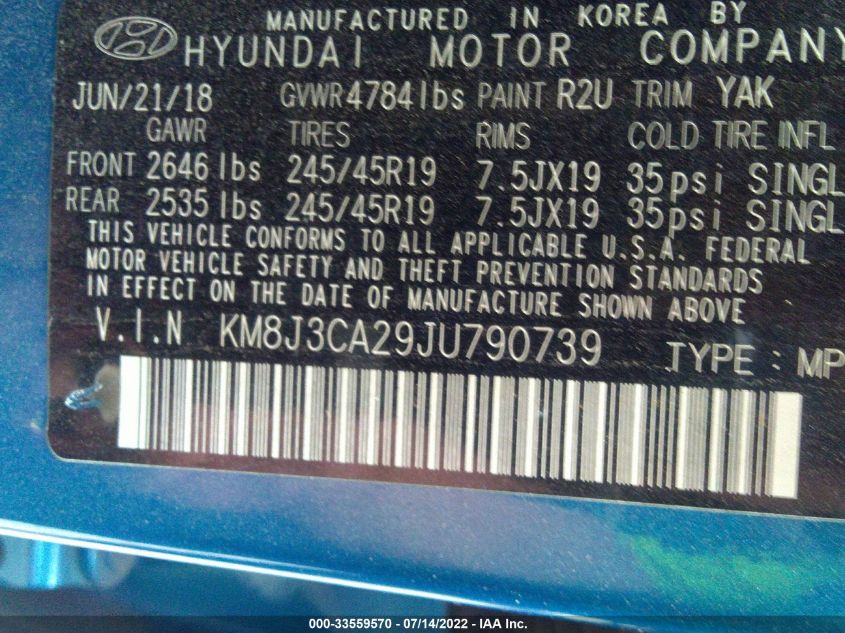 MANUFACTURED IN KOREA BY
HYUNDAI MOTOR COMPANY
JUN/21/18 GVWR 4784 lbs PAINT R2U TRIM YAK
GAWR TIRES RIMS COLD TIRE INFL
FRONT 2646 lbs 245/45R19 7.5JX19 35psi SINGL
REAR 2535 lbs 245/45R19 7.5JX19 35psi SINGL
THIS VEHICLE CONFORMS TO ALL APPLICABLE U.S.A. FEDERAL
MOTOR VEHICLE SAFETY AND THEFT PREVENTION STANDARDS
IN EFFECT ON THE DATE OF MANUFACTURE SHOWN ABOVE
V.I.N KM8J3CA29JU790739 TYPE : MP
000-33559570 - 07/14/2022 - IAA Inc.